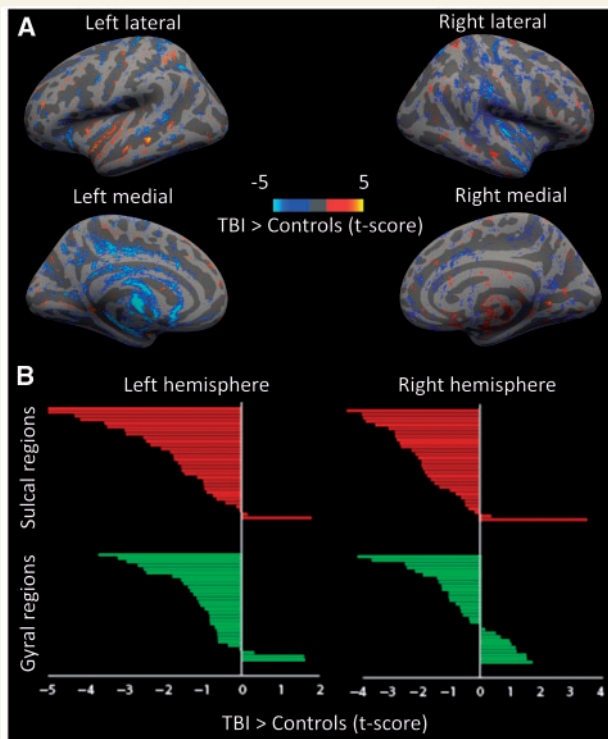 A
Left lateral
Right lateral
-5
5
TBI > Controls (t-score)
Left medial
Right medial
B
Left hemisphere
Right hemisphere
Sulcal regions
Gyral regions
−5 −4 −3 −2 −1 0 1 2
−4 −3 −2 −1 0 1 2 3 4
TBI > Controls (t-score)